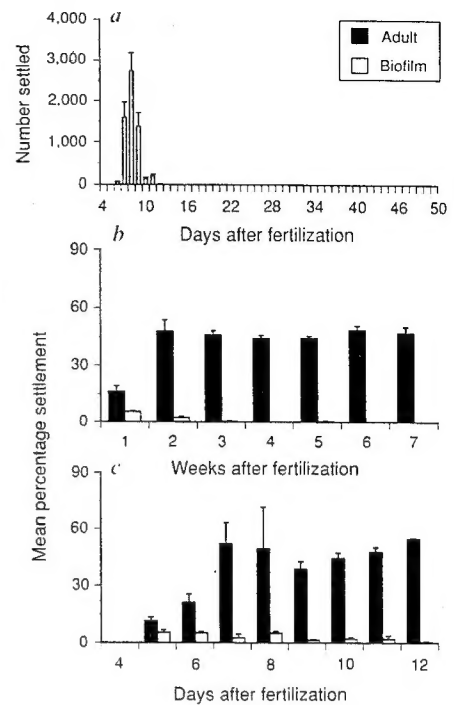 a
4,000
3,000
2,000
1,000
0
Number settled
4 10 16 22 28 34 40 46 50
Days after fertilization
Adult
Biofilm
b
90
60
30
0
1 2 3 4 5 6 7
Weeks after fertilization
Mean percentage settlement
c
90
60
30
0
4 6 8 10 12
Days after fertilization